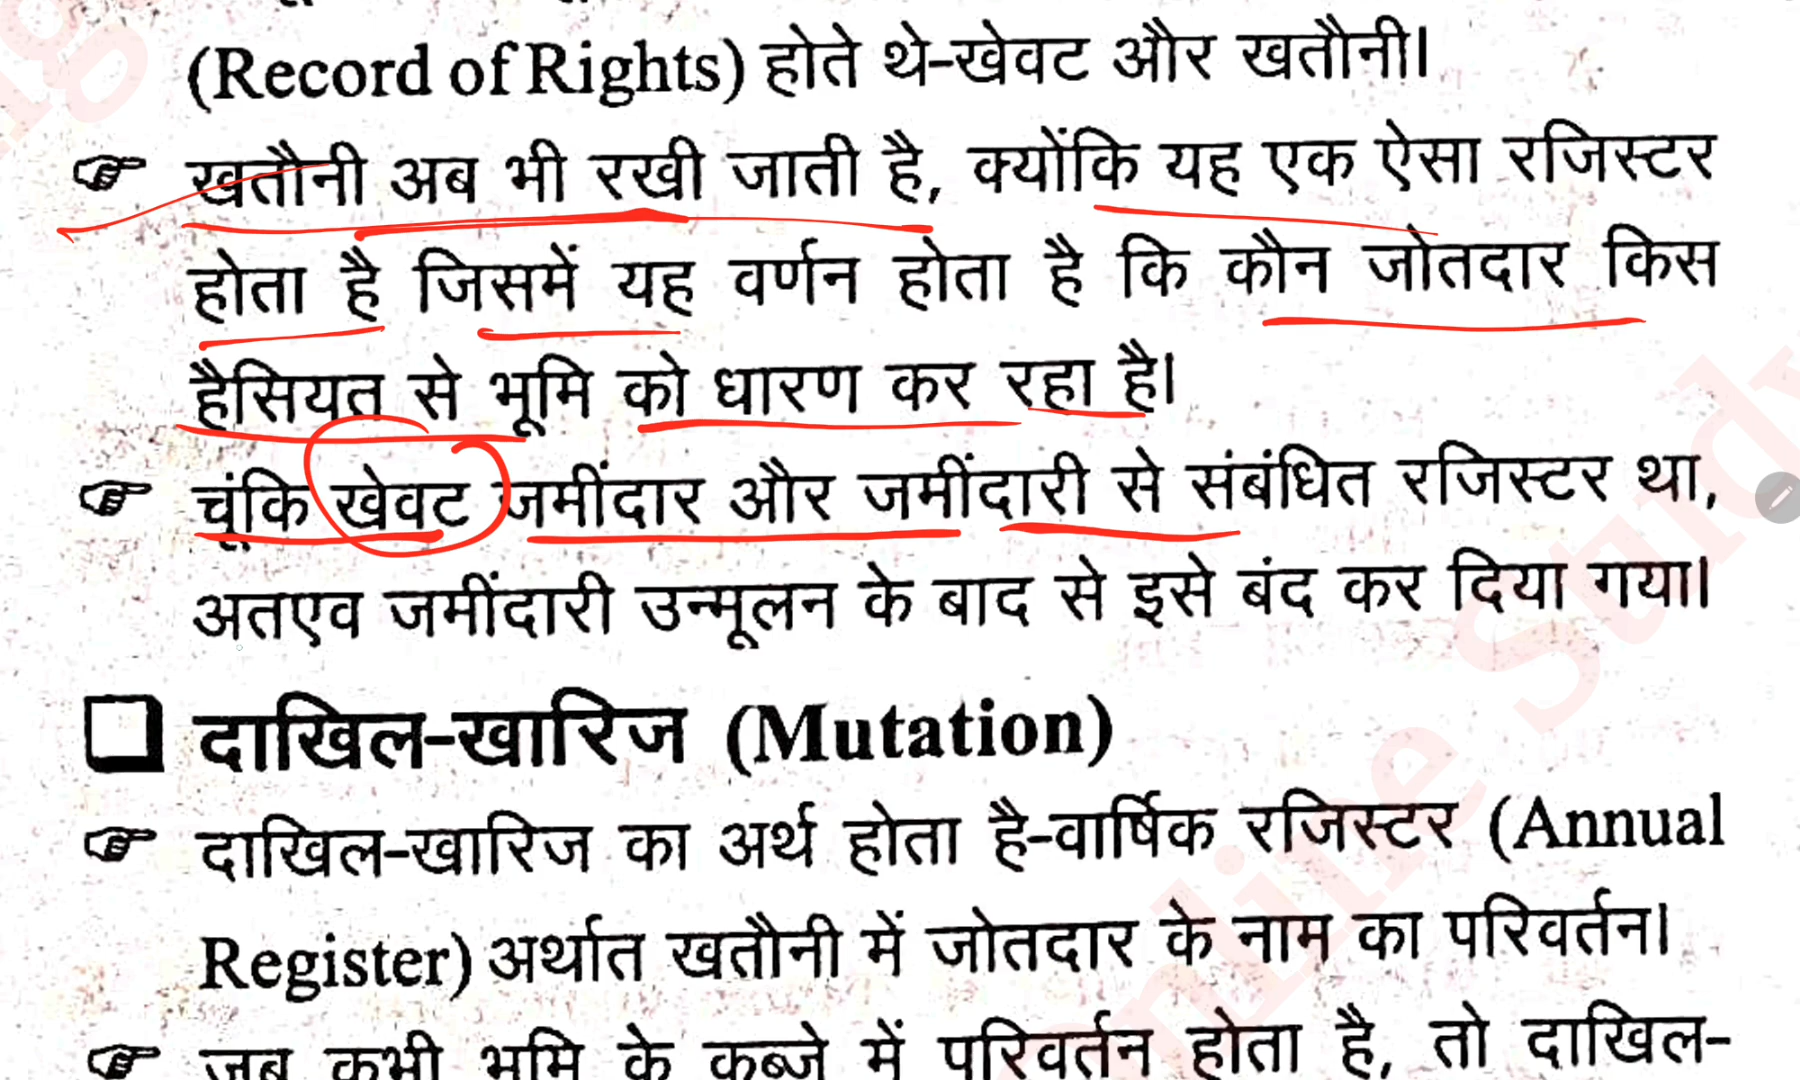 (Record of Rights) होते थे-खेवट और खतौनी।
खतौनी अब भी रखी जाती है, क्योंकि यह एक ऐसा रजिस्टर
होता है जिसमें यह वर्णन होता है कि कौन जोतदार किस
हैसियत से भूमि को धारण कर रहा है।
चूंकि खेवट जमींदार और जमींदारी से संबंधित रजिस्टर था,
अतएव जमींदारी उन्मूलन के बाद से इसे बंद कर दिया गया।
दाखिल-खारिज (Mutation)
दाखिल-खारिज का अर्थ होता है-वार्षिक रजिस्टर (Annual
Register) अर्थात खतौनी में जोतदार के नाम का परिवर्तन।
जब कभी भूमि के कब्जे में परिवर्तन होता है, तो दाखिल-
Online Study